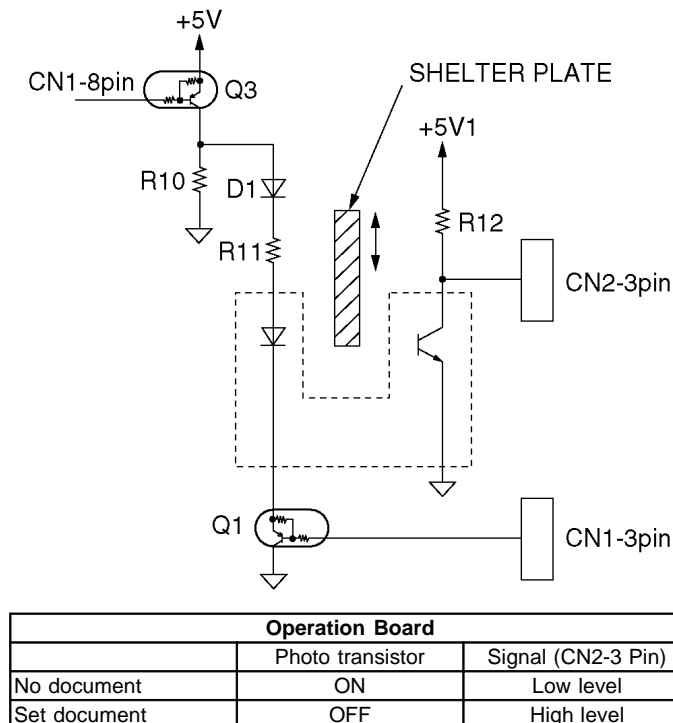 +5V
CN1-8pin
Q3
SHELTER PLATE
+5V1
R10
D1
R12
R11
CN2-3pin
Q1
CN1-3pin
Operation Board
Photo transistor Signal (CN2-3 Pin)
No document ON Low level
Set document OFF High level